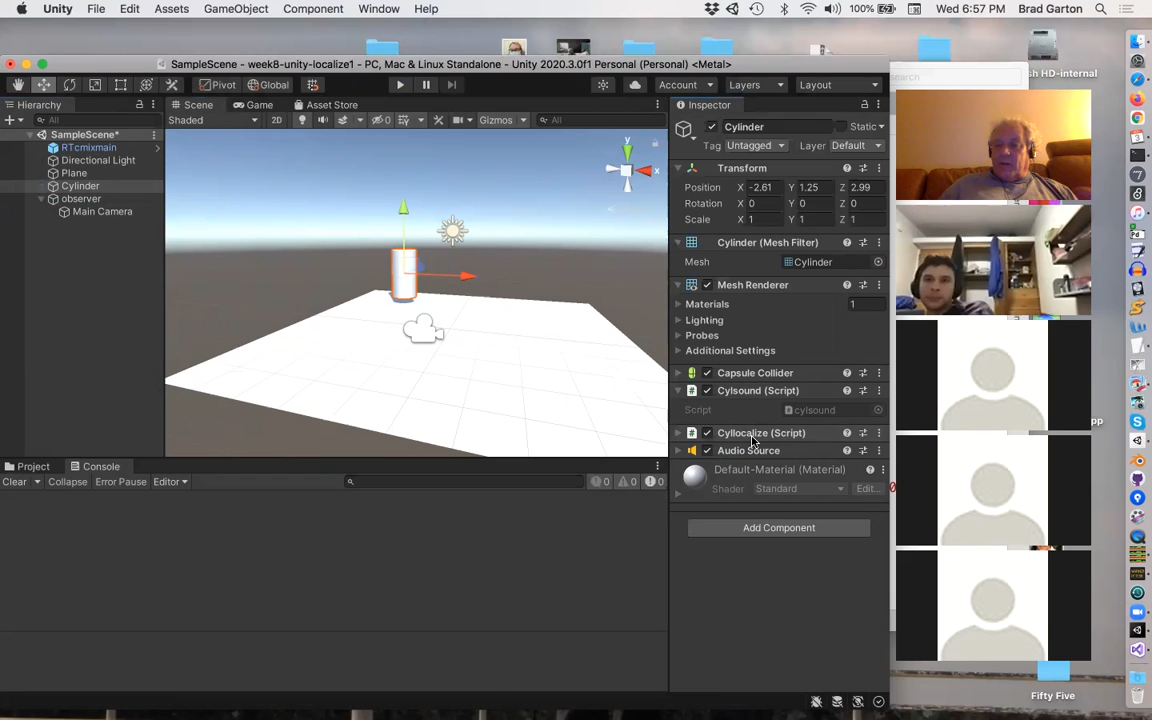 Unity File Edit Assets GameObject Component Window Help 100% Wed 6:57 PM Brad Garton
SampleScene - week8-unity-localize1 - PC, Mac & Linux Standalone - Unity 2020.3.0f1 Personal (Personal) <Metal>
Pivot Global Account Layers Layout
search
sh HD-internal
Hierarchy Scene Game Asset Store Inspector
All Shaded 2D 0 Gizmos All
SampleScene*
RTcmixmain
Directional Light
Plane
Cylinder
observer
Main Camera
y
x
Cylinder Static
Tag Untagged Layer Default
Transform
Position X -2.61 Y 1.25 Z 2.99
Rotation X 0 Y 0 Z 0
Scale X 1 Y 1 Z 1
Cylinder (Mesh Filter)
Mesh Cylinder
Mesh Renderer
Materials 1
Lighting
Probes
Additional Settings
Capsule Collider
Cylsound (Script)
Script cylsound
Cyllocalize (Script)
Audio Source
Default-Material (Material)
Shader Standard Edit...
Add Component
Project Console
Clear Collapse Error Pause Editor 0 0 0
pp
Fifty Five